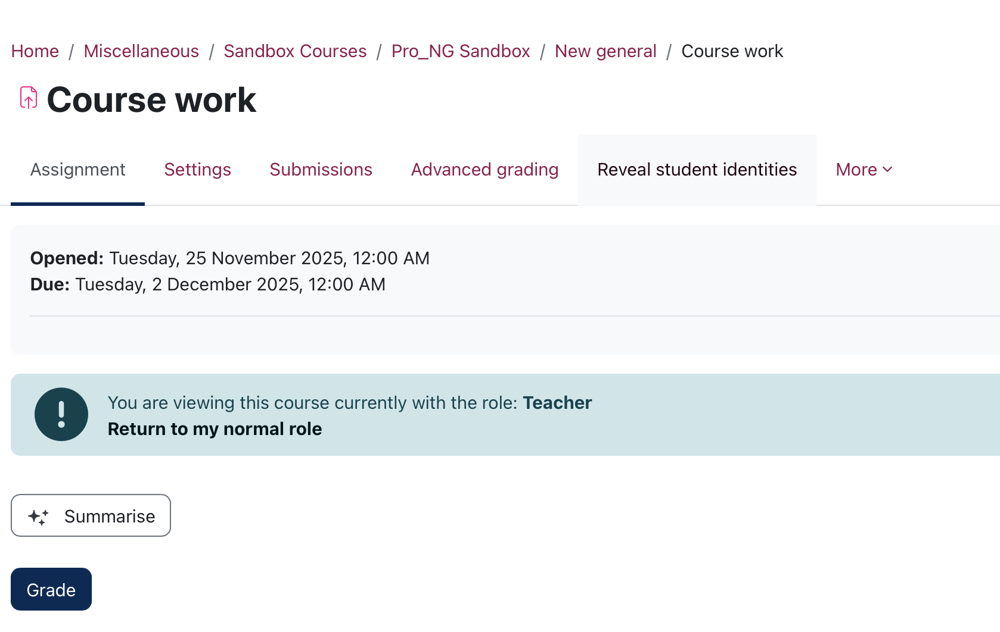 Home / Miscellaneous / Sandbox Courses / Pro_NG Sandbox / New general / Course work
Course work
Assignment Settings Submissions Advanced grading Reveal student identities More
Opened: Tuesday, 25 November 2025, 12:00 AM
Due: Tuesday, 2 December 2025, 12:00 AM
You are viewing this course currently with the role: Teacher
Return to my normal role
Summarise
Grade